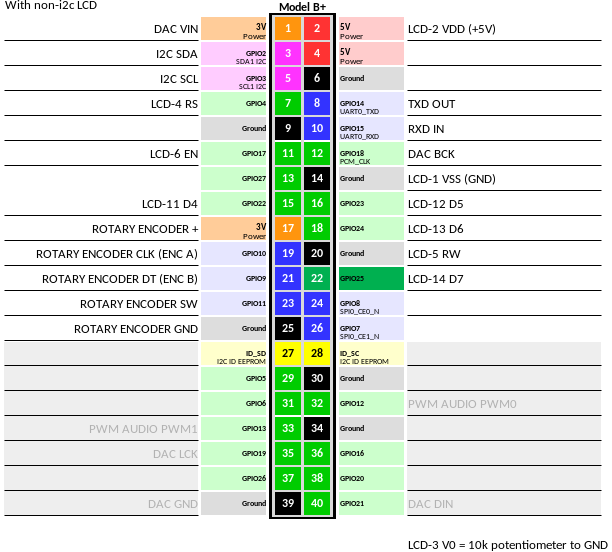 With non-i2c LCD
Model B+
DAC VIN 3V Power 1 2 5V Power LCD-2 VDD (+5V)
I2C SDA GPIO2 SDA1 I2C 3 4 5V Power
I2C SCL GPIO3 SCL1 I2C 5 6 Ground
LCD-4 RS GPIO4 7 8 GPIO14 UART0_TXD TXD OUT
Ground 9 10 GPIO15 UART0_RXD RXD IN
LCD-6 EN GPIO17 11 12 GPIO18 PCM_CLK DAC BCK
GPIO27 13 14 Ground LCD-1 VSS (GND)
LCD-11 D4 GPIO22 15 16 GPIO23 LCD-12 D5
ROTARY ENCODER + 3V Power 17 18 GPIO24 LCD-13 D6
ROTARY ENCODER CLK (ENC A) GPIO10 19 20 Ground LCD-5 RW
ROTARY ENCODER DT (ENC B) GPIO9 21 22 GPIO25 LCD-14 D7
ROTARY ENCODER SW GPIO11 23 24 GPIO8 SPI0_CE0_N
ROTARY ENCODER GND Ground 25 26 GPIO7 SPI0_CE1_N
ID_SD I2C ID EEPROM 27 28 ID_SC I2C ID EEPROM
GPIO5 29 30 Ground
GPIO6 31 32 GPIO12 PWM AUDIO PWM0
PWM AUDIO PWM1 GPIO13 33 34 Ground
DAC LCK GPIO19 35 36 GPIO16
GPIO26 37 38 GPIO20
DAC GND Ground 39 40 GPIO21 DAC DIN
LCD-3 V0 = 10k potentiometer to GND